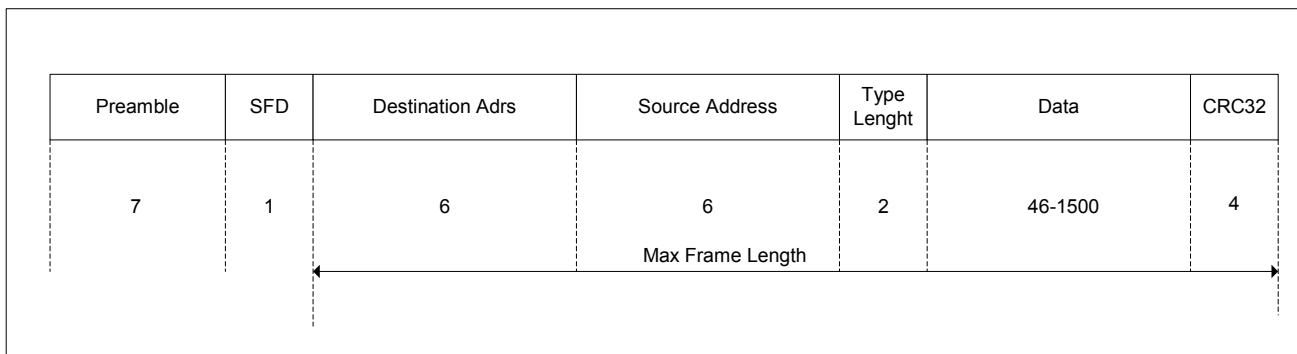 Preamble
SFD
Destination Adrs
Source Address
Type
Lenght
Data
CRC32
7
1
6
6
2
46-1500
4
Max Frame Length